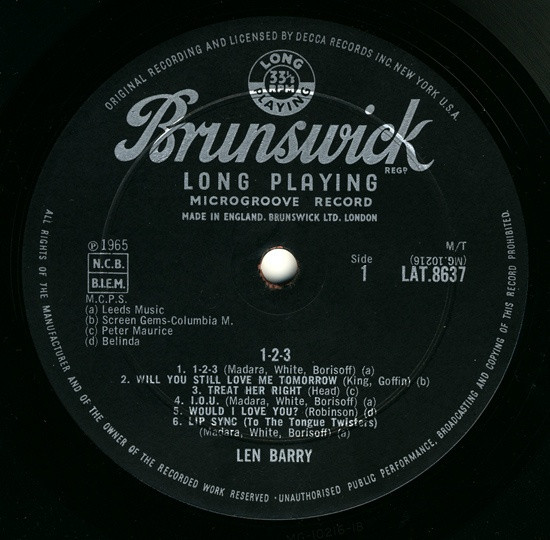 ORIGINAL RECORDING AND LICENSED BY DECCA RECORDS INC. NEW YORK U.S.A.
LONG
33⅓
RPM
PLAYING
Brunswick
REGD
LONG PLAYING
MICROGROOVE RECORD
MADE IN ENGLAND. BRUNSWICK LTD. LONDON
℗ 1965
N.C.B.
B.I.E.M.
M.C.P.S.
(a) Leeds Music
(b) Screen Gems-Columbia M.
(c) Peter Maurice
(d) Belinda
Side
1
M/T
(MG.10216)
LAT.8637
1-2-3
1. 1-2-3 (Madara, White, Borisoff) (a)
2. WILL YOU STILL LOVE ME TOMORROW (King, Goffin) (b)
3. TREAT HER RIGHT (Head) (c)
4. I.O.U. (Madara, White, Borisoff) (a)
5. WOULD I LOVE YOU? (Robinson) (d)
6. LIP SYNC (To The Tongue Twisters)
(Madara, White, Borisoff) (a)
LEN BARRY
ALL RIGHTS OF THE MANUFACTURER AND OF THE OWNER OF THE RECORDED WORK RESERVED · UNAUTHORISED PUBLIC PERFORMANCE, BROADCASTING AND COPYING OF THIS RECORD PROHIBITED.